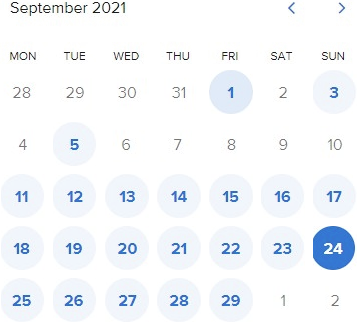 September 2021
MON TUE WED THU FRI SAT SUN
28 29 30 31 1 2 3
4 5 6 7 8 9 10
11 12 13 14 15 16 17
18 19 20 21 22 23 24
25 26 27 28 29 1 2